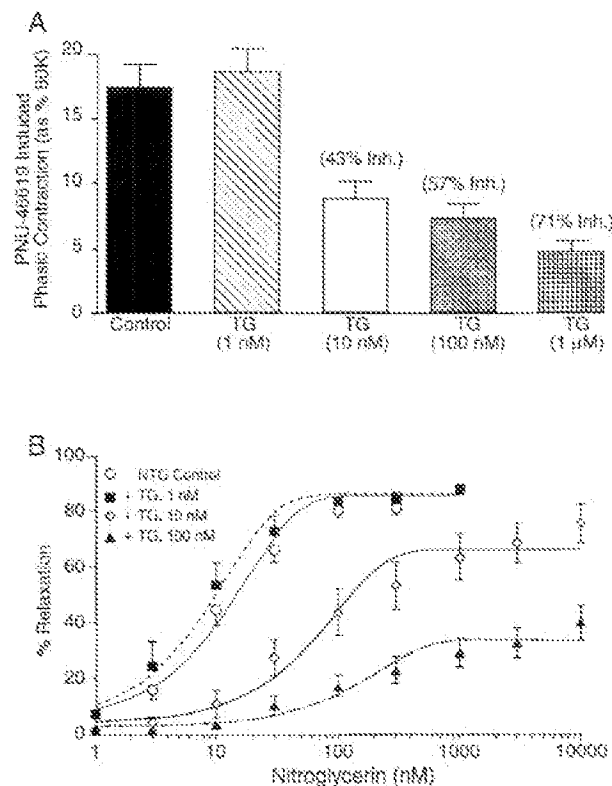 A
PNU-46619 Induced
Phasic Contraction (as % 60K)
20
15
10
5
0
(43% Inh.)
(57% Inh.)
(71% Inh.)
Control
TG
(1 nM)
TG
(10 nM)
TG
(100 nM)
TG
(1 µM)
B
% Relaxation
100
80
60
40
20
0
NTG Control
+ TG, 1 nM
+ TG, 10 nM
+ TG, 100 nM
1
10
100
1000
10000
Nitroglycerin (nM)